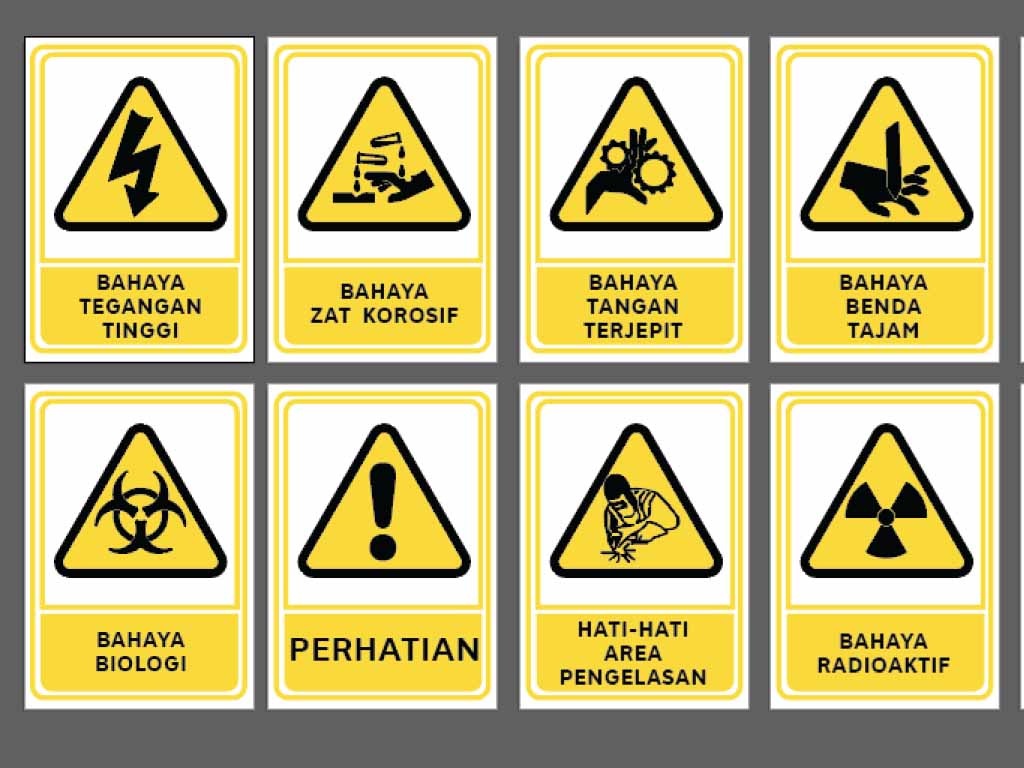 BAHAYA
TEGANGAN
TINGGI
BAHAYA
ZAT KOROSIF
BAHAYA
TANGAN
TERJEPIT
BAHAYA
BENDA
TAJAM
BAHAYA
BIOLOGI
PERHATIAN
HATI-HATI
AREA
PENGELASAN
BAHAYA
RADIOAKTIF